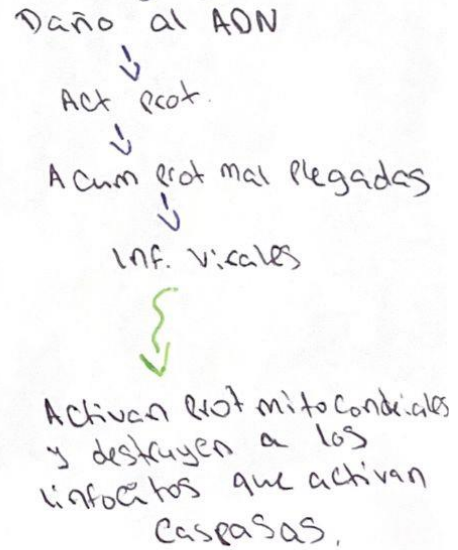 Daño al ADN
Act prot.
Acum prot mal plegadas
Inf. virales
Activan prot mitocondriales
y destruyen a los
linfocitos que activan
caspasas.